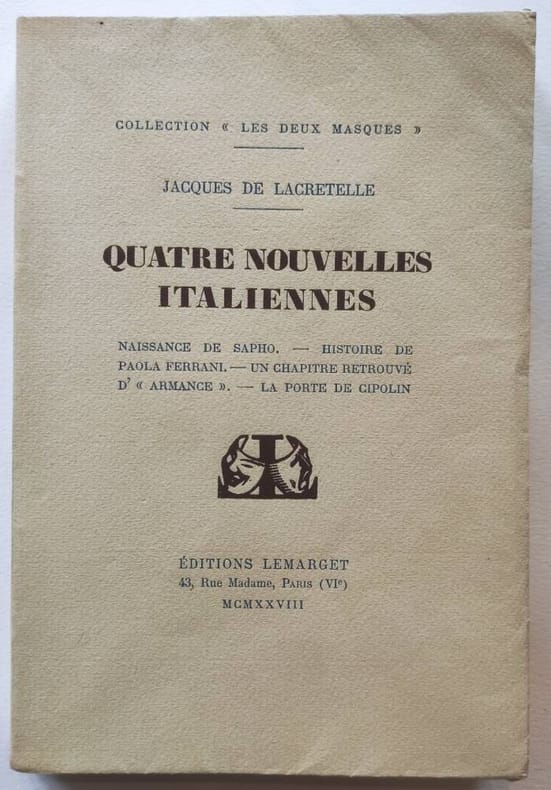 COLLECTION « LES DEUX MASQUES »
JACQUES DE LACRETELLE
QUATRE NOUVELLES
ITALIENNES
NAISSANCE DE SAPHO. — HISTOIRE DE
PAOLA FERRANI. — UN CHAPITRE RETROUVÉ
D' « ARMANCE ». — LA PORTE DE CIPOLIN
ÉDITIONS LEMARGET
43, Rue Madame, PARIS (VIe)
MCMXXVIII